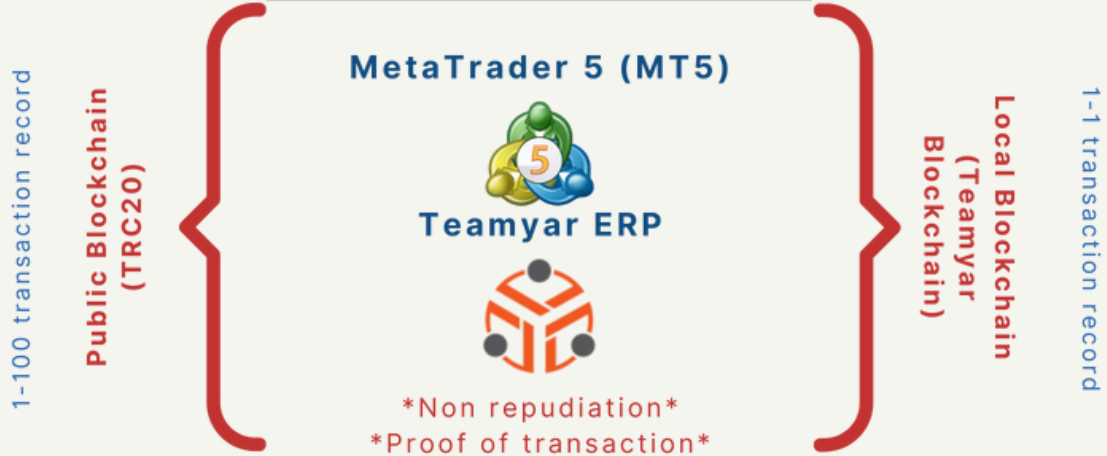 1-100 transaction record
Public Blockchain
(TRC20)
MetaTrader 5 (MT5)
5
Teamyar ERP
*Non repudiation*
*Proof of transaction*
Local Blockchain
(Teamyar
Blockchain)
1-1 transaction record